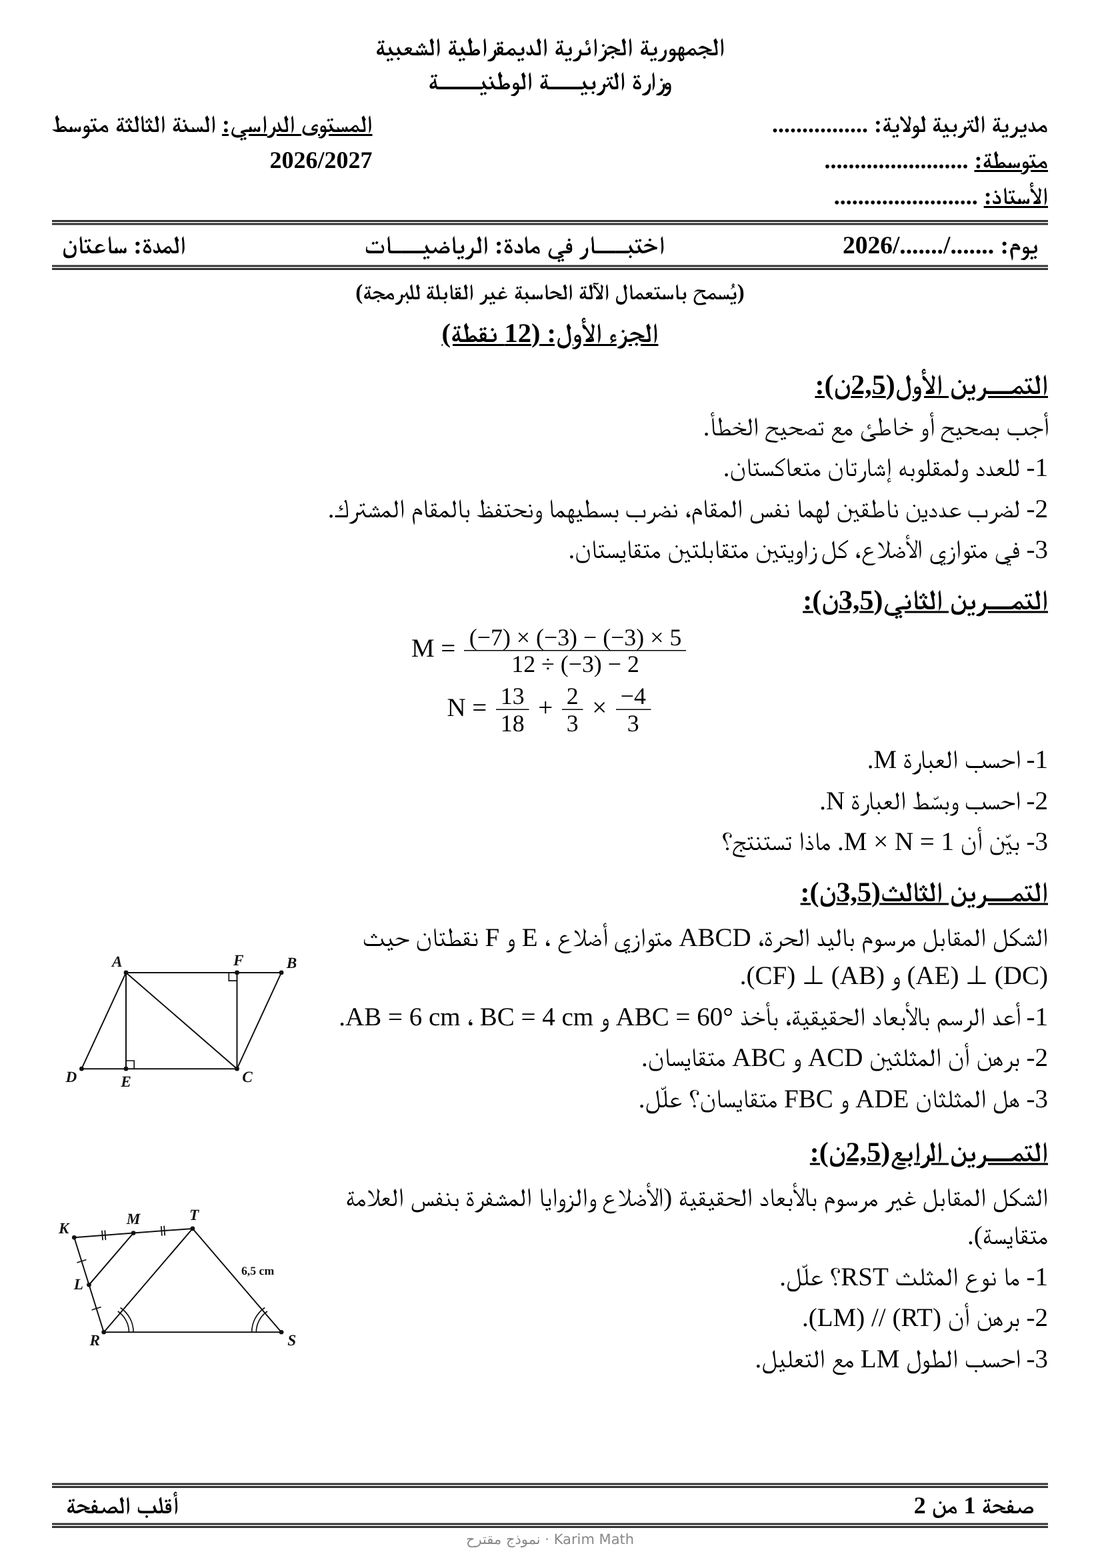 الجمهورية الجزائرية الديمقراطية الشعبية
وزارة التربيـــــة الوطنيـــــــة
مديرية التربية لولاية: ................
المستوى الدراسي: السنة الثالثة متوسط
متوسطة: ........................
2026/2027
الأستاذ: ........................
يوم: ......./......./2026
اختبـــــار في مادة: الرياضيـــــات
المدة: ساعتان
(يُسمح باستعمال الآلة الحاسبة غير القابلة للبرمجة)
الجزء الأول: (12 نقطة)
التمـــرين الأول(2,5ن):
أجب بصحيح أو خاطئ مع تصحيح الخطأ.
1- للعدد ولمقلوبه إشارتان متعاكستان.
2- لضرب عددين ناطقين لهما نفس المقام، نضرب بسطيهما ونحتفظ بالمقام المشترك.
3- في متوازي الأضلاع، كل زاويتين متقابلتين متقايستان.
التمـــرين الثاني(3,5ن):
M = (−7) × (−3) − (−3) × 5 / 12 ÷ (−3) − 2
N = 13/18 + 2/3 × −4/3
1- احسب العبارة M.
2- احسب وبسّط العبارة N.
3- بيّن أن M × N = 1. ماذا تستنتج؟
التمـــرين الثالث(3,5ن):
الشكل المقابل مرسوم باليد الحرة، ABCD متوازي أضلاع ، E و F نقطتان حيث
(AE) ⊥ (DC) و (CF) ⊥ (AB).
1- أعد الرسم بالأبعاد الحقيقية، بأخذ ABC = 60° و AB = 6 cm ، BC = 4 cm.
2- برهن أن المثلثين ACD و ABC متقايسان.
3- هل المثلثان ADE و FBC متقايسان؟ علّل.
A F B
D E C
التمـــرين الرابع(2,5ن):
الشكل المقابل غير مرسوم بالأبعاد الحقيقية (الأضلاع والزوايا المشفرة بنفس العلامة
متقايسة).
1- ما نوع المثلث RST؟ علّل.
2- برهن أن (LM) // (RT).
3- احسب الطول LM مع التعليل.
K M T
6,5 cm
L
R S
صفحة 1 من 2
أقلب الصفحة
نموذج مقترح · Karim Math